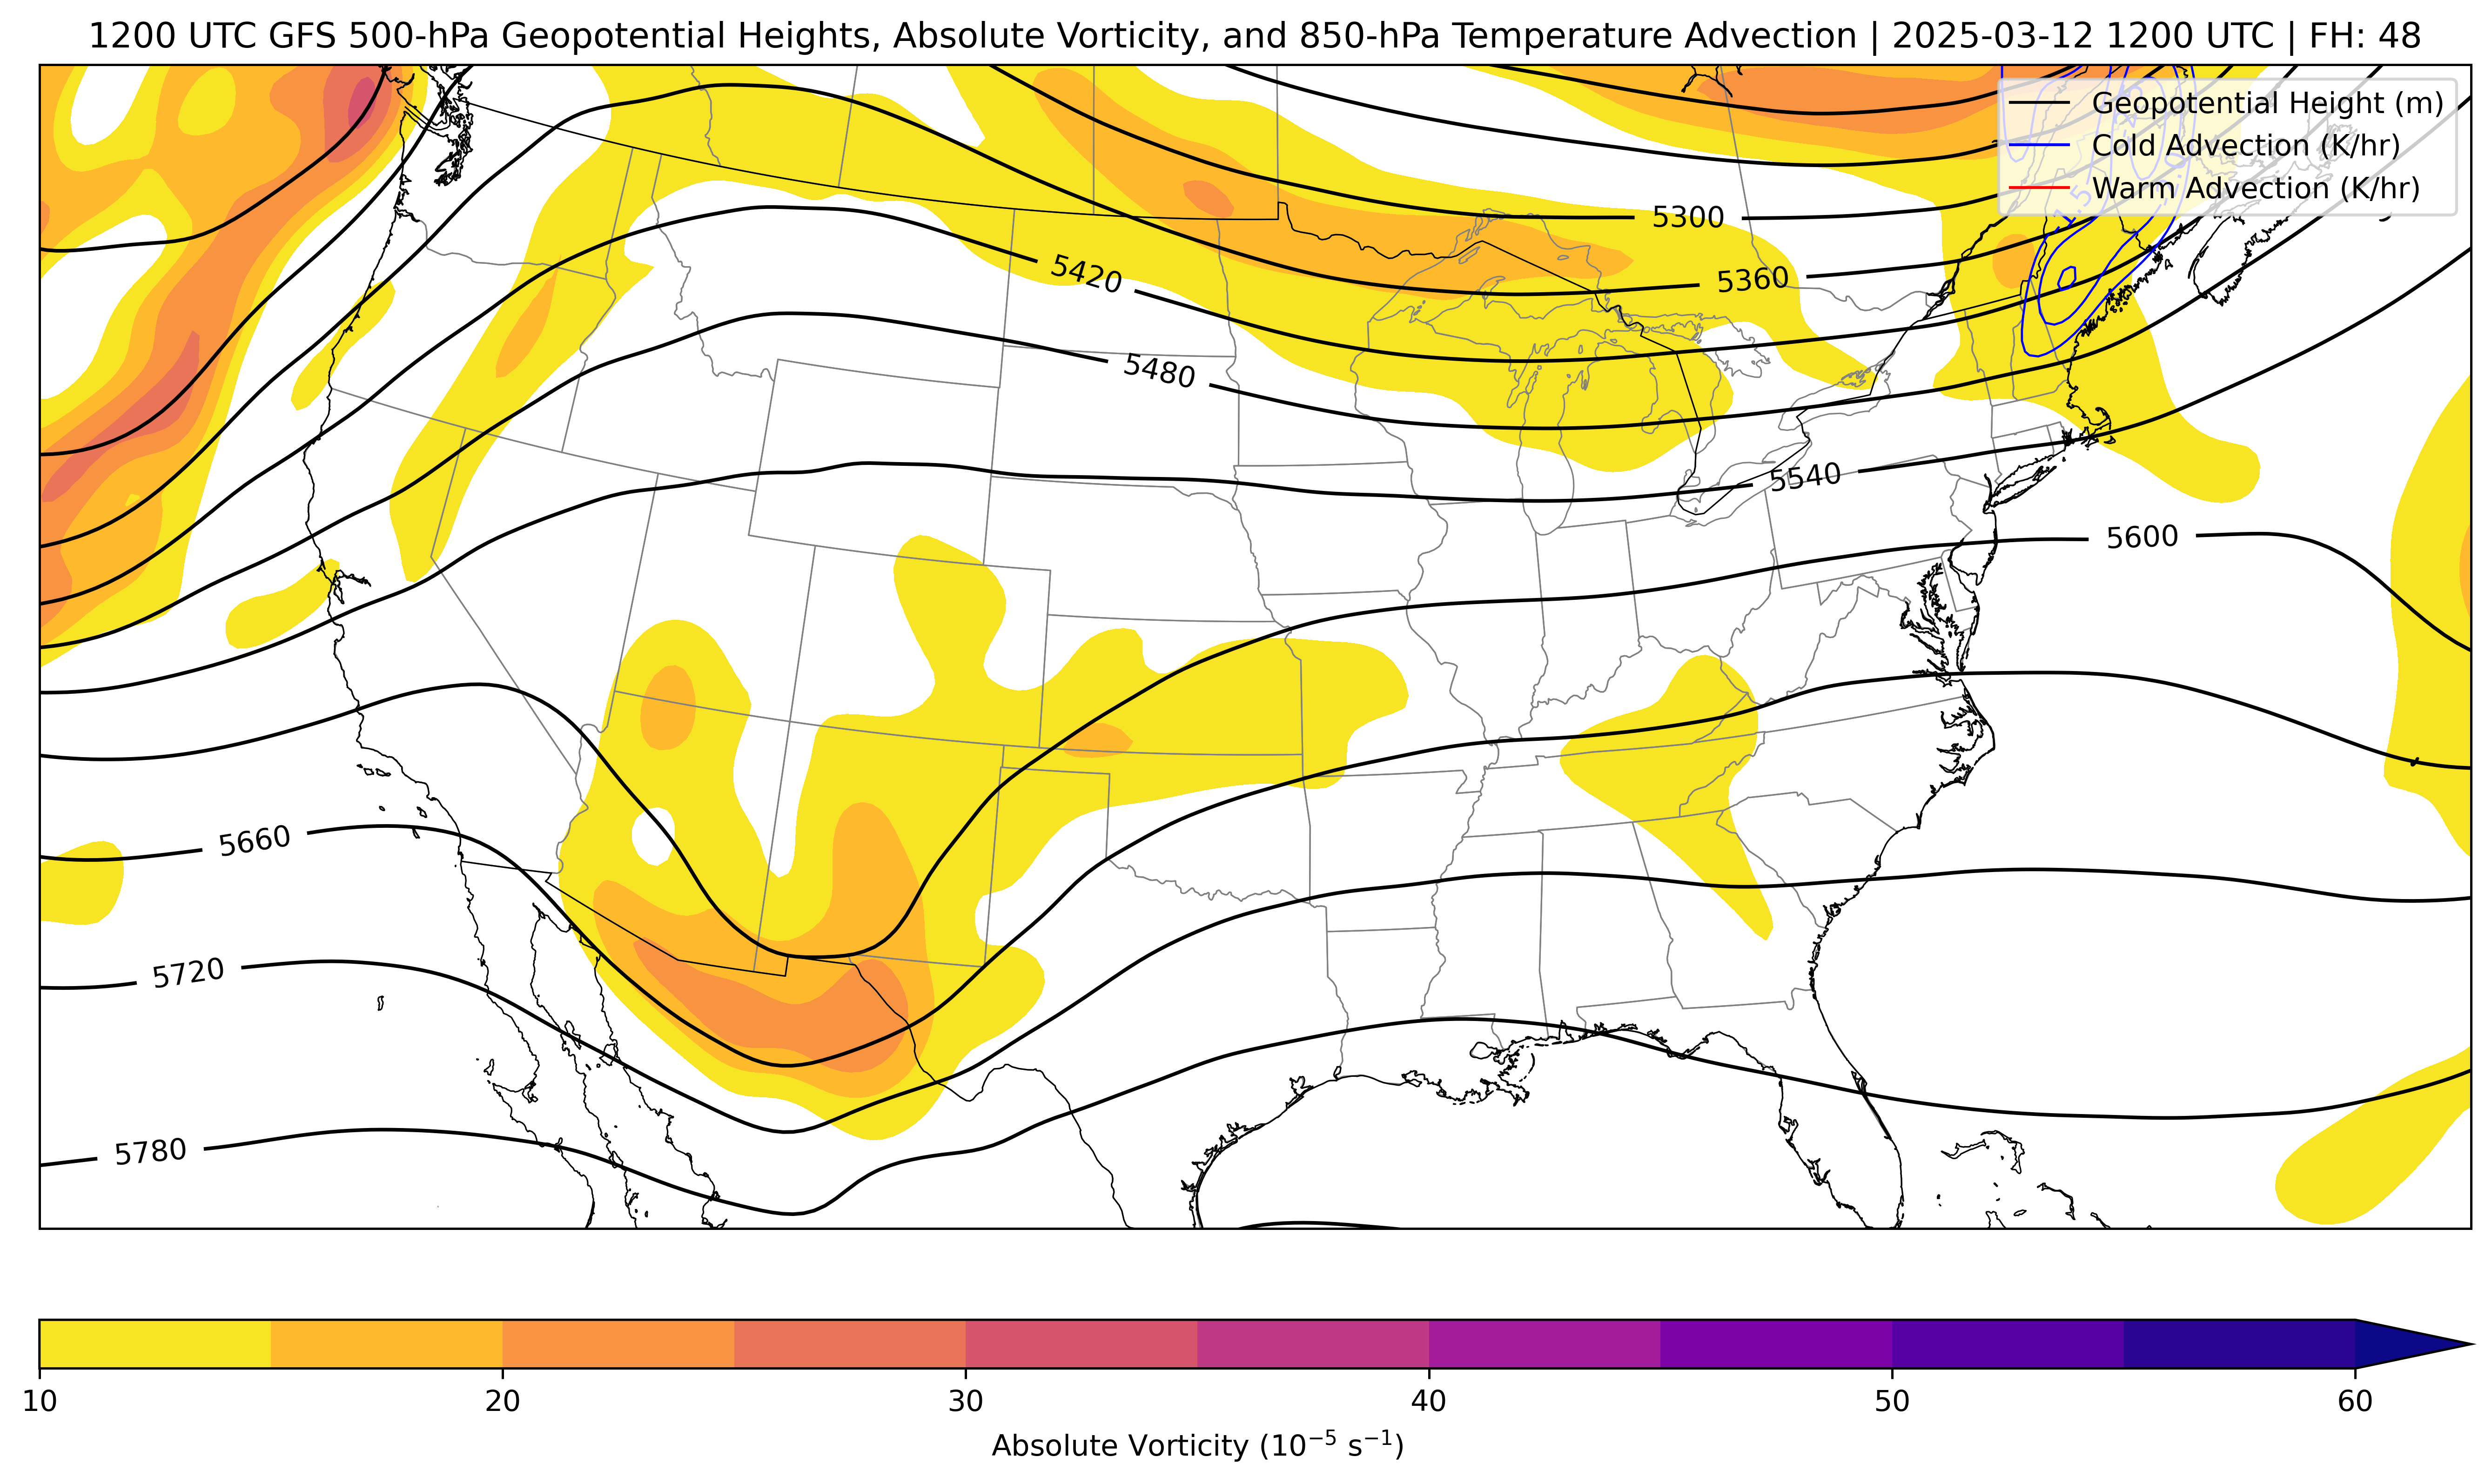 1200 UTC GFS 500-hPa Geopotential Heights, Absolute Vorticity, and 850-hPa Temperature Advection | 2025-03-12 1200 UTC | FH: 48
Geopotential Height (m)
Cold Advection (K/hr)
Warm Advection (K/hr)
5300
5420
5360
5480
5540
5600
5660
5720
5780
10 20 30 40 50 60
Absolute Vorticity (10⁻⁵ s⁻¹)